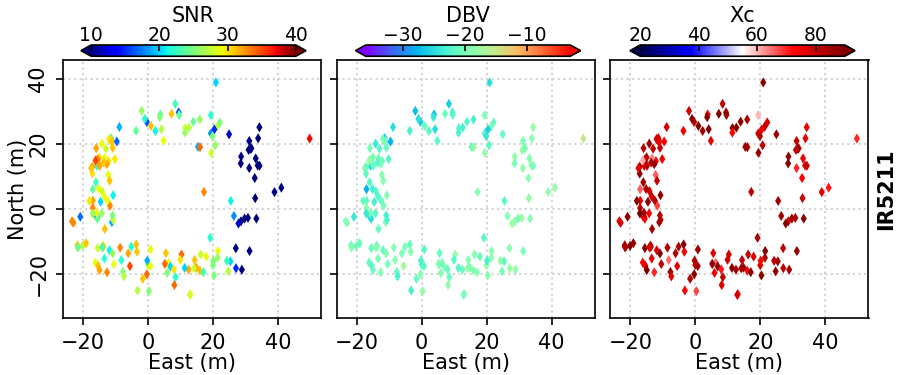 SNR DBV Xc
10 20 30 40 −30 −20 −10 20 40 60 80
40
20
0
−20
North (m)
−20 0 20 40 −20 0 20 40 −20 0 20 40
East (m) East (m) East (m)
IR5211